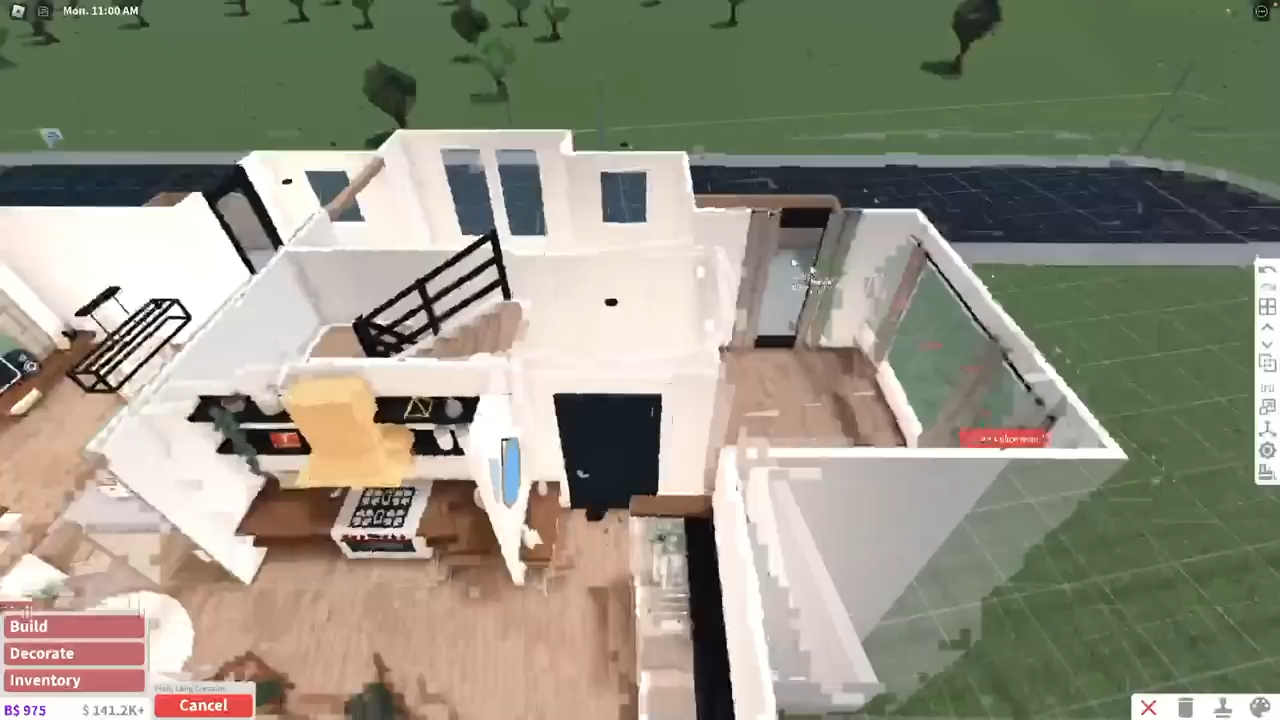 Mon. 11:00 AM
Build
Decorate
Inventory
Cancel
B$ 975
$ 141.2K+